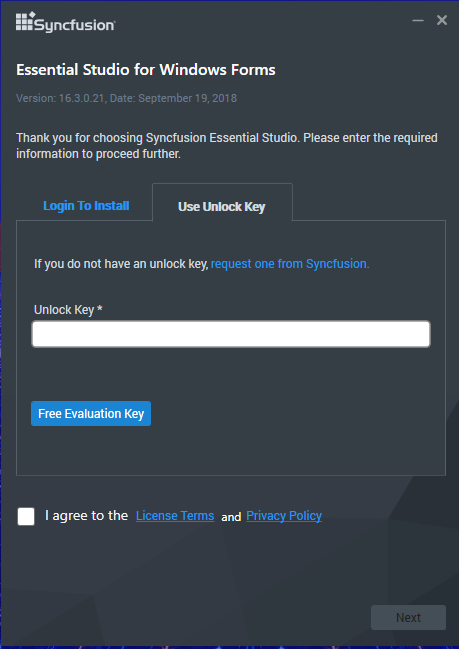 Syncfusion
Essential Studio for Windows Forms
Version: 16.3.0.21, Date: September 19, 2018
Thank you for choosing Syncfusion Essential Studio. Please enter the required
information to proceed further.
Login To Install
Use Unlock Key
If you do not have an unlock key, request one from Syncfusion.
Unlock Key *
Free Evaluation Key
I agree to the License Terms and Privacy Policy
Next